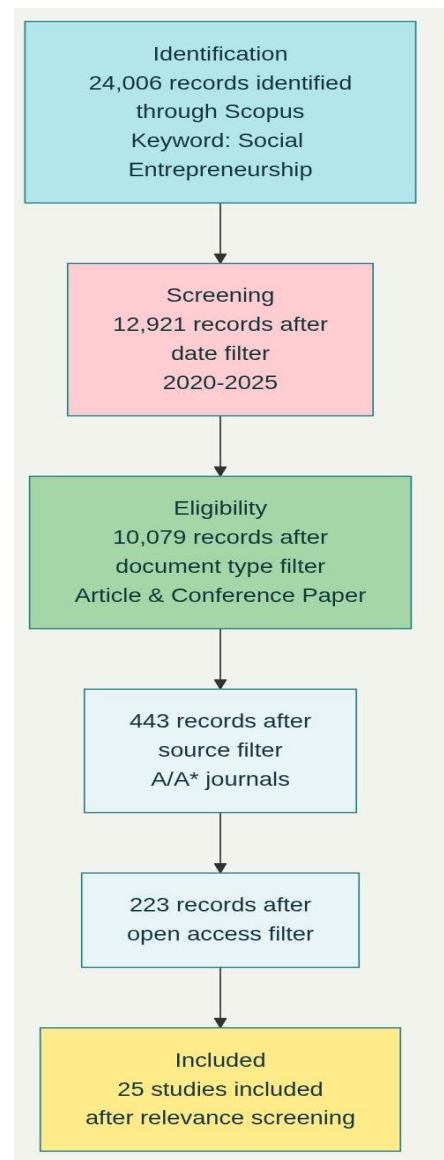 Identification
24,006 records identified
through Scopus
Keyword: Social
Entrepreneurship
Screening
12,921 records after
date filter
2020-2025
Eligibility
10,079 records after
document type filter
Article & Conference Paper
443 records after
source filter
A/A* journals
223 records after
open access filter
Included
25 studies included
after relevance screening